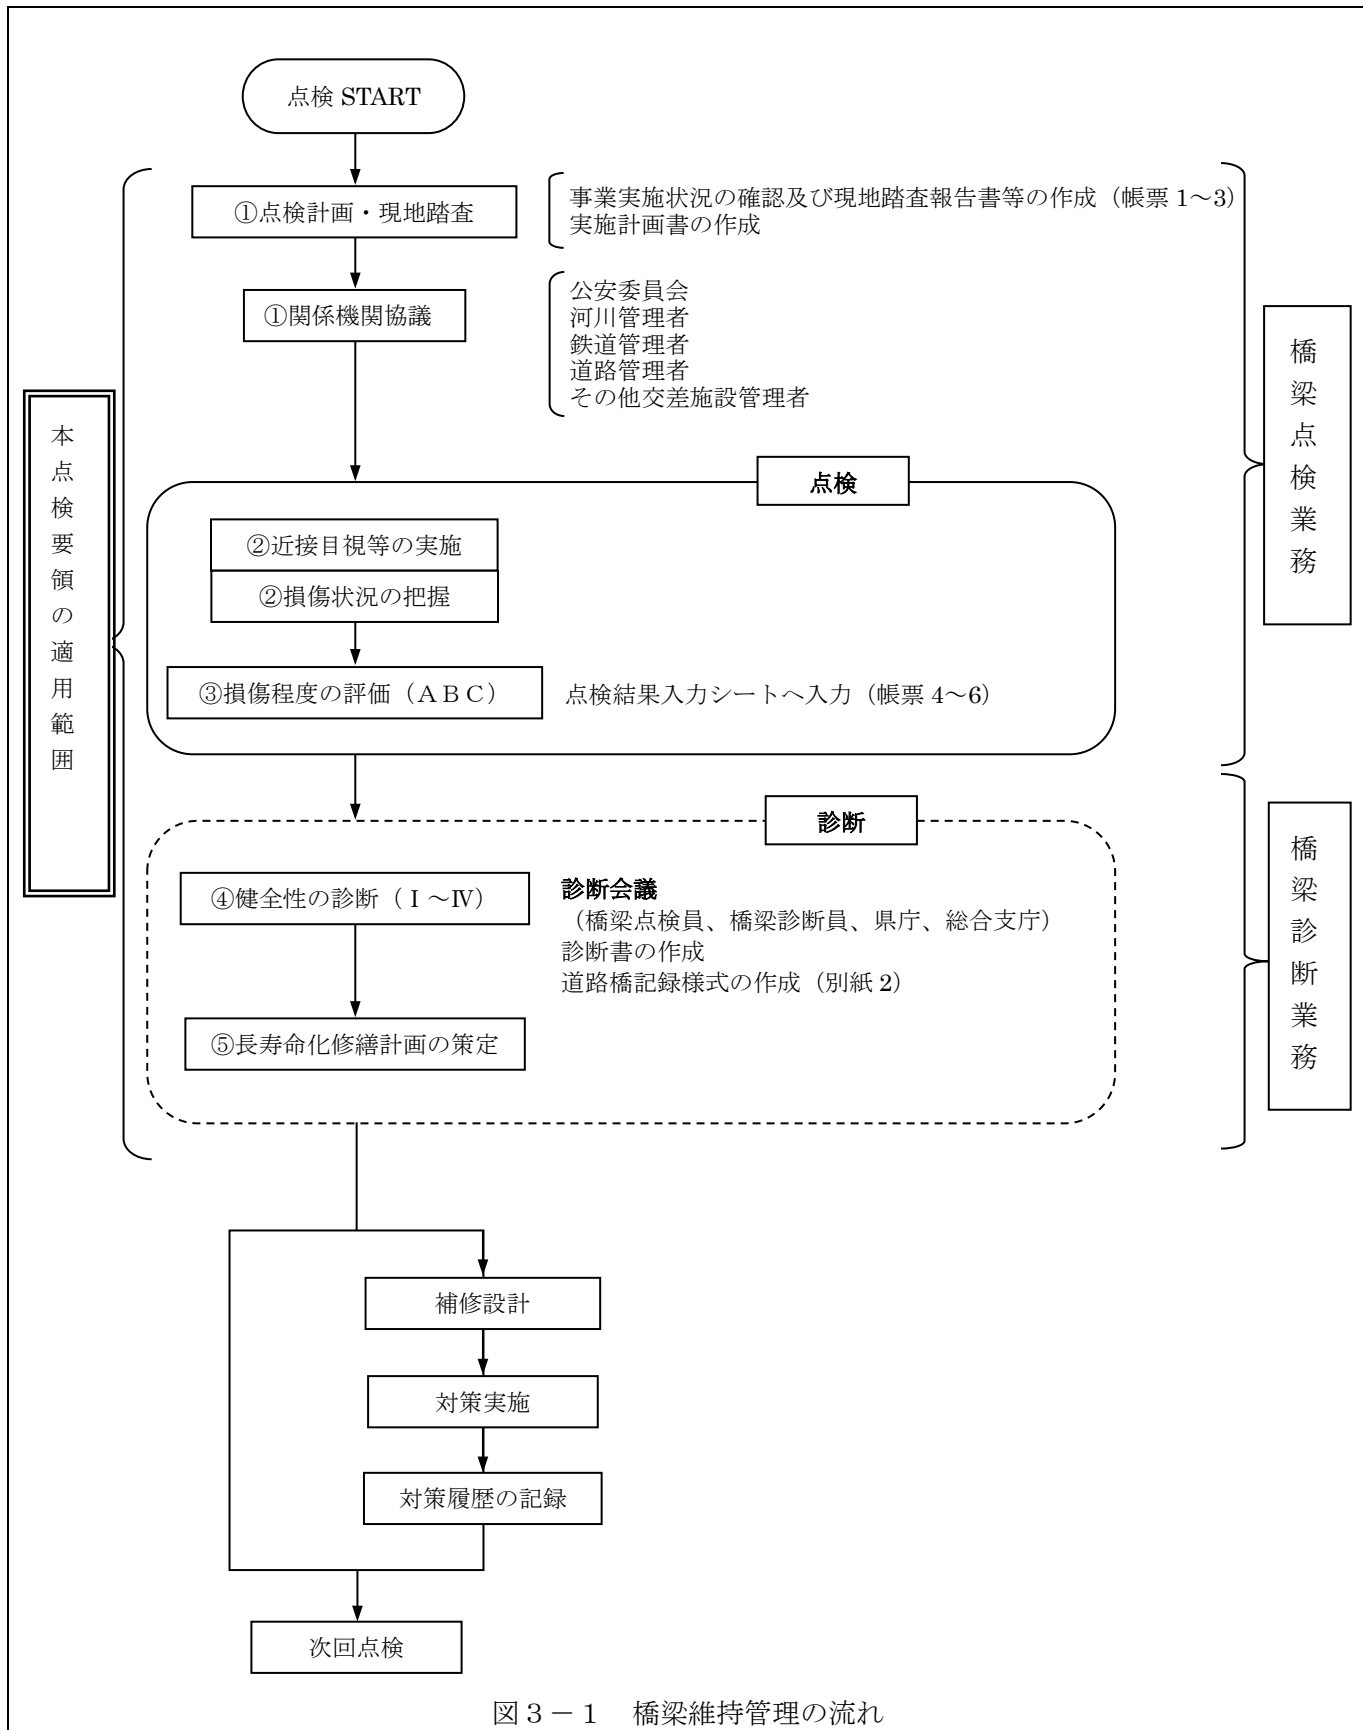 点検 START
①点検計画・現地踏査
事業実施状況の確認及び現地踏査報告書等の作成（帳票 1～3）
実施計画書の作成
①関係機関協議
公安委員会
河川管理者
鉄道管理者
道路管理者
その他交差施設管理者
本点検要領の適用範囲
橋梁点検業務
点検
②近接目視等の実施
②損傷状況の把握
③損傷程度の評価（ＡＢＣ）
点検結果入力シートへ入力（帳票 4～6）
診断
④健全性の診断（Ⅰ～Ⅳ）
診断会議
（橋梁点検員、橋梁診断員、県庁、総合支庁）
診断書の作成
道路橋記録様式の作成（別紙 2）
⑤長寿命化修繕計画の策定
橋梁診断業務
補修設計
対策実施
対策履歴の記録
次回点検
図３－１　橋梁維持管理の流れ